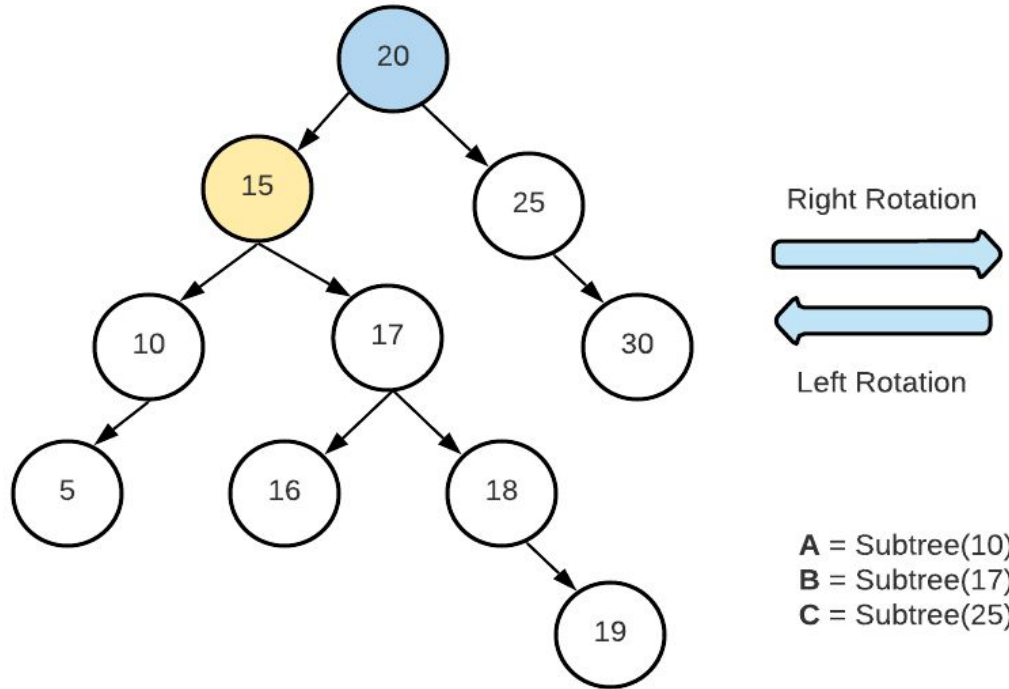 20
15
25
Right Rotation
10
17
30
Left Rotation
5
16
18
A = Subtree(10)
B = Subtree(17)
C = Subtree(25)
19